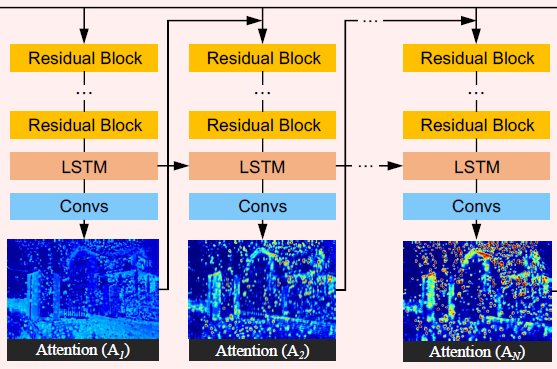 Residual Block
Residual Block
...
Residual Block
...
...
...
Residual Block
Residual Block
Residual Block
LSTM
LSTM
...
LSTM
Convs
Convs
Convs
Attention (A1)
Attention (A2)
Attention (AN)